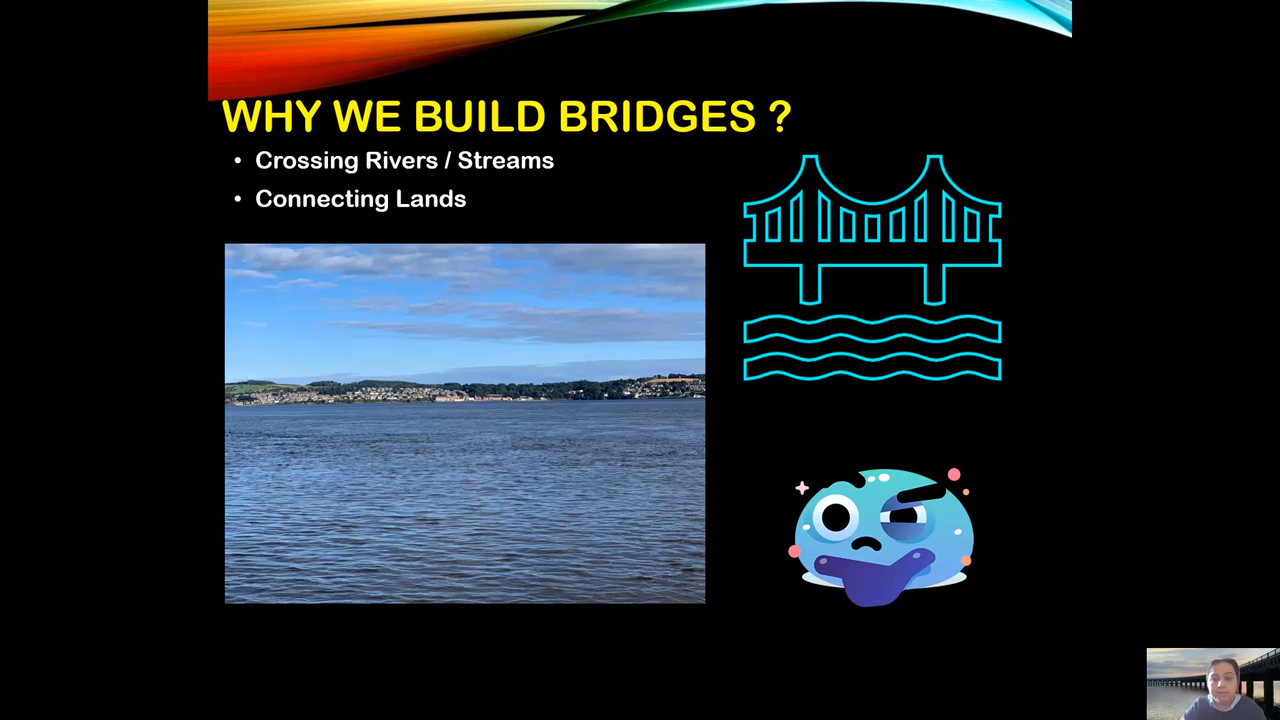 WHY WE BUILD BRIDGES ?
• Crossing Rivers / Streams
• Connecting Lands